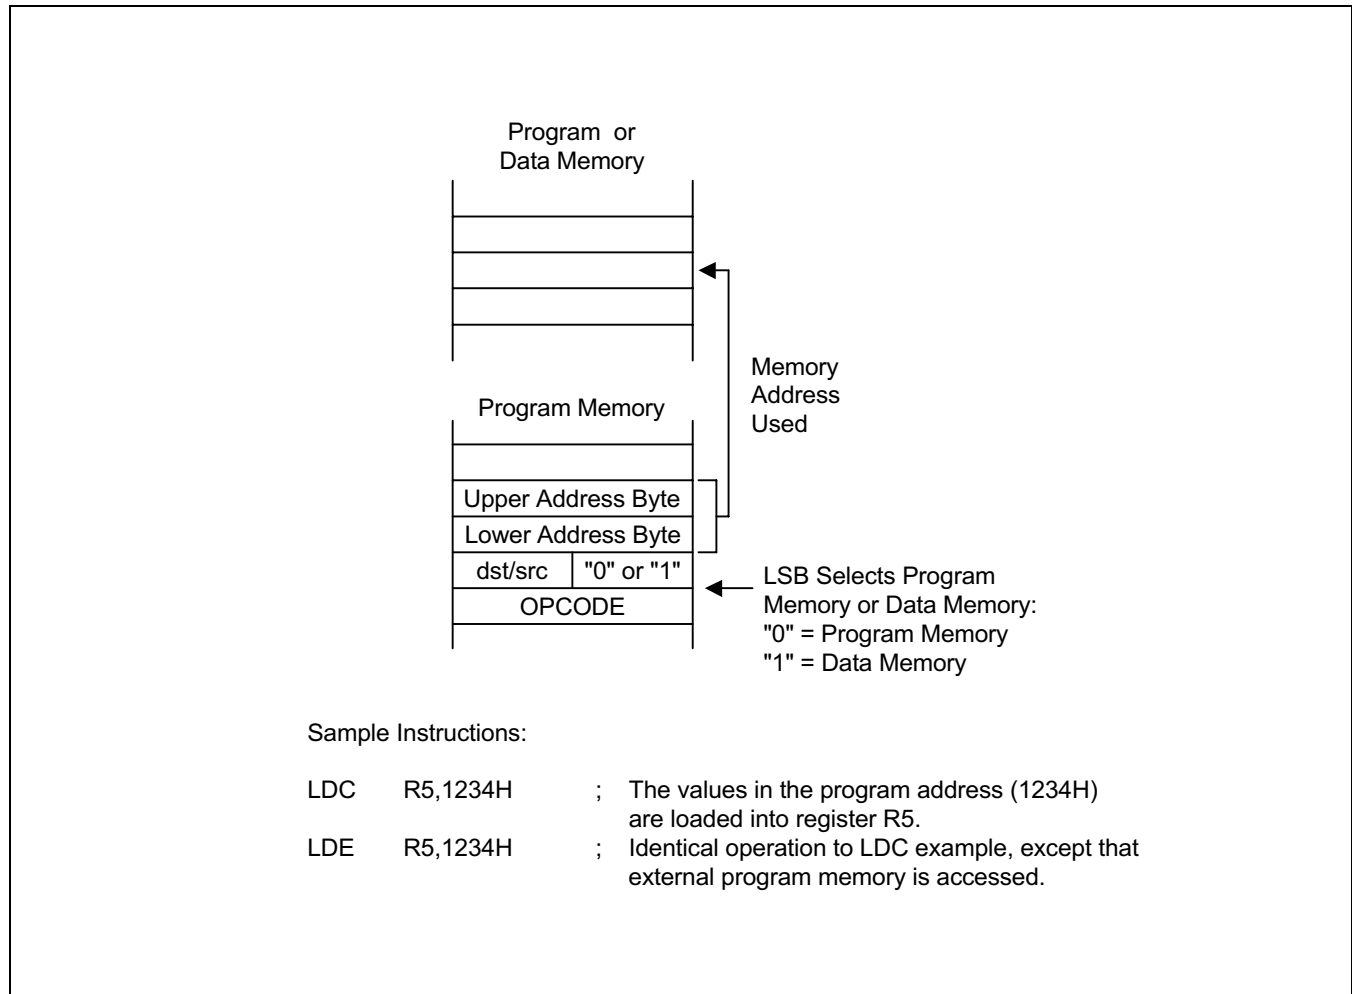 Program or
Data Memory
Memory
Address
Used
Program Memory
Upper Address Byte
Lower Address Byte
dst/src "0" or "1"
OPCODE
LSB Selects Program
Memory or Data Memory:
"0" = Program Memory
"1" = Data Memory
Sample Instructions:
LDC R5,1234H ; The values in the program address (1234H)
are loaded into register R5.
LDE R5,1234H ; Identical operation to LDC example, except that
external program memory is accessed.